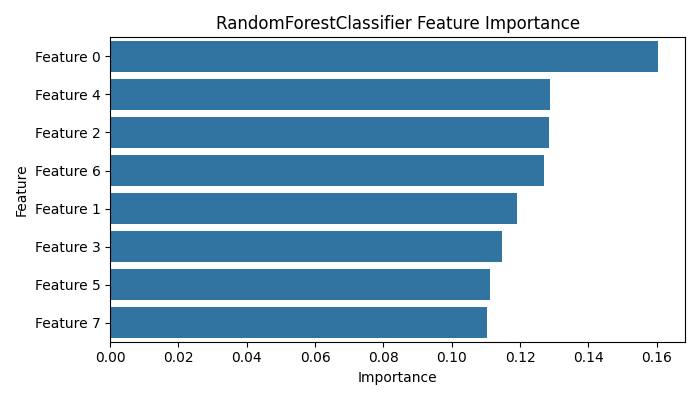 RandomForestClassifier Feature Importance
Feature
Feature 0
Feature 4
Feature 2
Feature 6
Feature 1
Feature 3
Feature 5
Feature 7
0.00 0.02 0.04 0.06 0.08 0.10 0.12 0.14 0.16
Importance